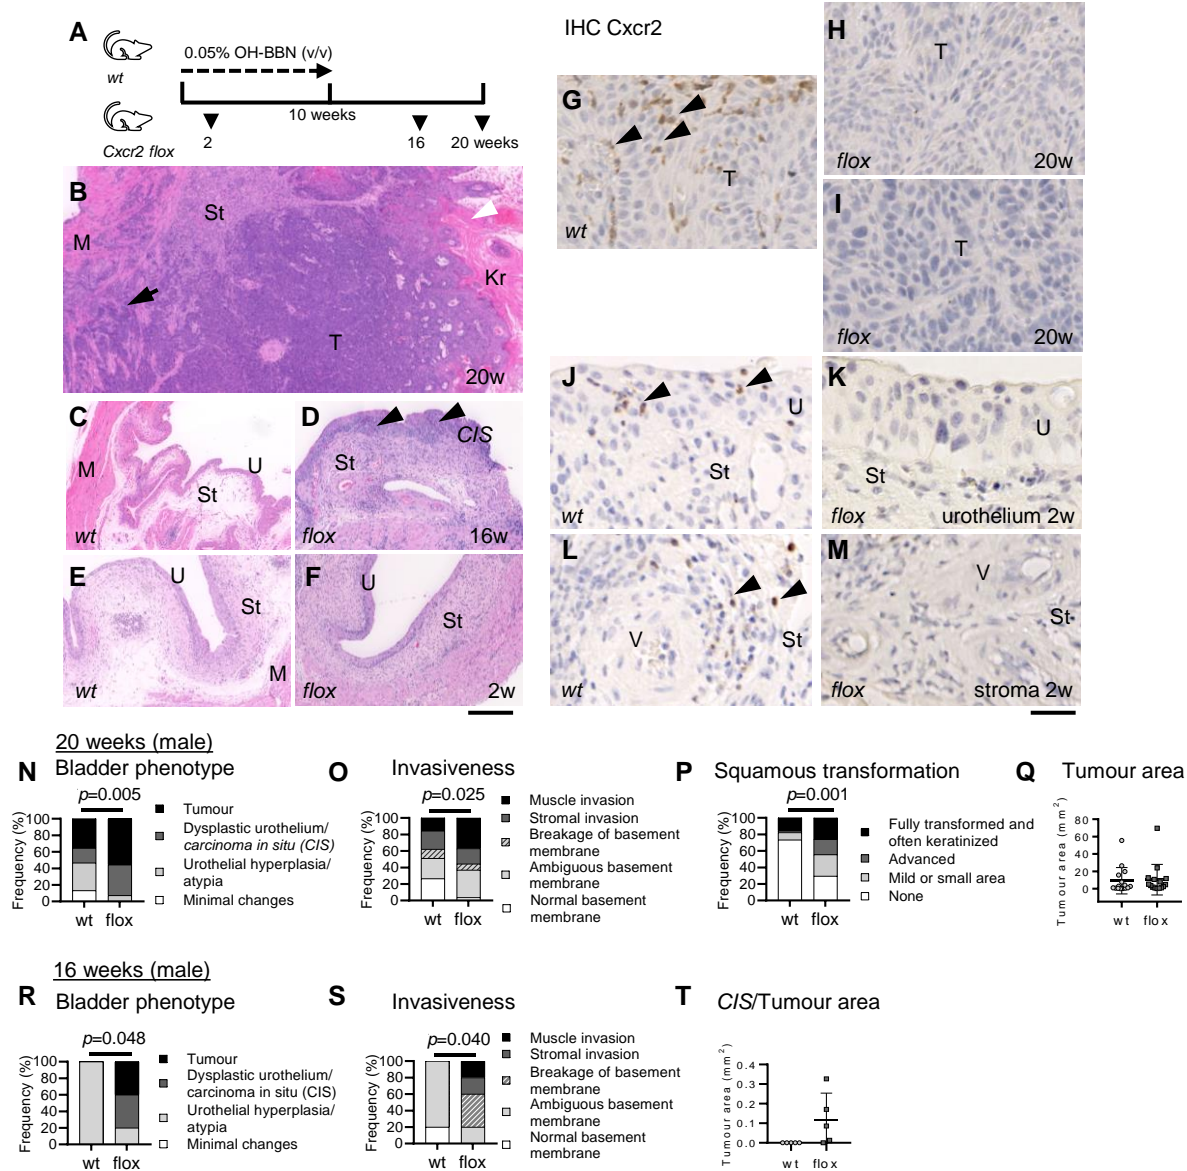 A
wt
0.05% OH-BBN (v/v)
10 weeks
Cxcr2 flox
2
16
20 weeks
B
M
St
T
Kr
20w
C
M
U
St
wt
D
CIS
St
flox
16w
E
U
St
M
wt
F
U
St
flox
2w
IHC Cxcr2
G
T
wt
H
T
flox
20w
I
T
flox
20w
J
U
St
wt
K
U
St
flox
urothelium 2w
L
V
St
wt
M
V
St
flox
stroma 2w
20 weeks (male)
N
Bladder phenotype
p=0.005
Frequency (%)
100
80
60
40
20
0
wt flox
Tumour
Dysplastic urothelium/
carcinoma in situ (CIS)
Urothelial hyperplasia/
atypia
Minimal changes
O
Invasiveness
p=0.025
Frequency (%)
100
80
60
40
20
0
wt flox
Muscle invasion
Stromal invasion
Breakage of basement
membrane
Ambiguous basement
membrane
Normal basement
membrane
P
Squamous transformation
p=0.001
Frequency (%)
100
80
60
40
20
0
wt flox
Fully transformed and
often keratinized
Advanced
Mild or small area
None
Q
Tumour area
Tumour area (mm²)
80
60
40
20
0
wt flox
16 weeks (male)
R
Bladder phenotype
p=0.048
Frequency (%)
100
80
60
40
20
0
wt flox
Tumour
Dysplastic urothelium/
carcinoma in situ (CIS)
Urothelial hyperplasia/
atypia
Minimal changes
S
Invasiveness
p=0.040
Frequency (%)
100
80
60
40
20
0
wt flox
Muscle invasion
Stromal invasion
Breakage of basement
membrane
Ambiguous basement
membrane
Normal basement
membrane
T
CIS/Tumour area
Tumour area (mm²)
0.4
0.3
0.2
0.1
0.0
wt flox